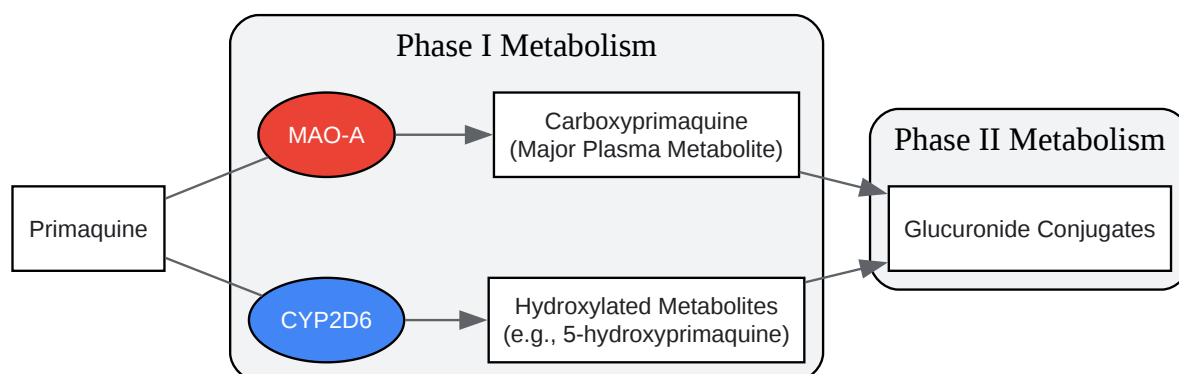 Phase I Metabolism
MAO-A
Carboxyprimaquine
(Major Plasma Metabolite)
Phase II Metabolism
Primaquine
Glucuronide Conjugates
CYP2D6
Hydroxylated Metabolites
(e.g., 5-hydroxyprimaquine)